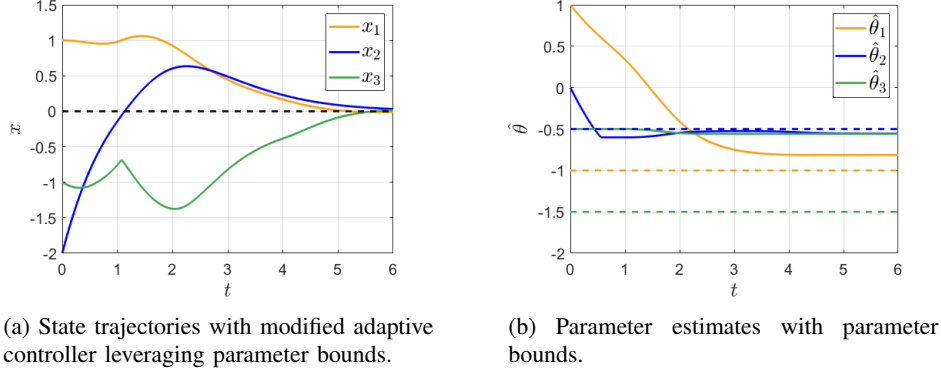 1.5
1
0.5
0
-0.5
-1
-1.5
-2
x
0 1 2 3 4 5 6
t
x₁
x₂
x₃
1
0.5
0
-0.5
-1
-1.5
-2
θ̂
0 1 2 3 4 5 6
t
θ̂₁
θ̂₂
θ̂₃
(a) State trajectories with modified adaptive
controller leveraging parameter bounds.
(b) Parameter estimates with parameter
bounds.